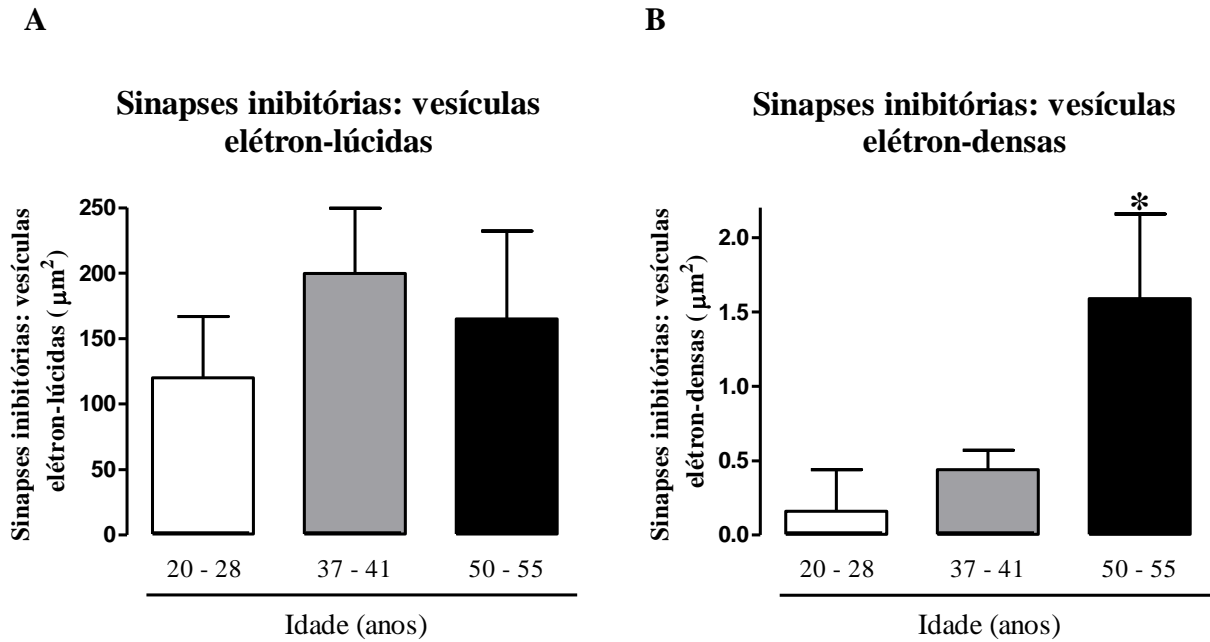 A
Sinapses inibitórias: vesículas
elétron-lúcidas
Sinapses inibitórias: vesículas
elétron-lúcidas (μm²)
250
200
150
100
50
0
20 - 28
37 - 41
50 - 55
Idade (anos)
B
Sinapses inibitórias: vesículas
elétron-densas
Sinapses inibitórias: vesículas
elétron-densas (μm²)
2.0
1.5
1.0
0.5
0.0
*
20 - 28
37 - 41
50 - 55
Idade (anos)